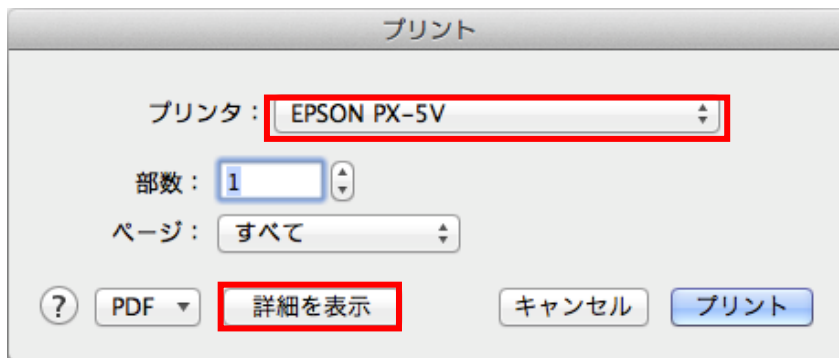 プリント
プリンタ： EPSON PX-5V
部数： 1
ページ： すべて
? PDF 詳細を表示 キャンセル プリント